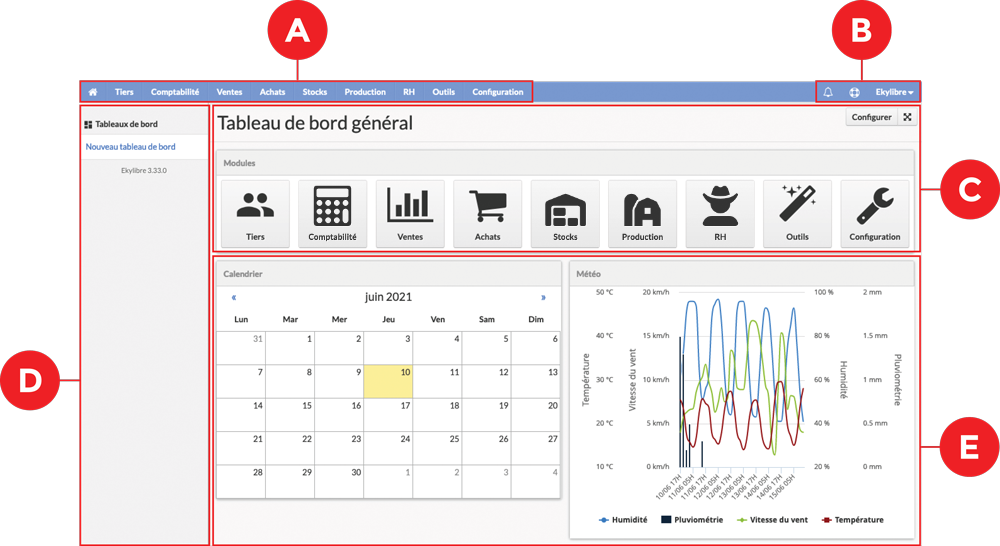 A
B
Tiers Comptabilité Ventes Achats Stocks Production RH Outils Configuration Ekylibre
Tableaux de bord
Nouveau tableau de bord
Ekylibre 3.33.0
Tableau de bord général
Configurer
Modules
Tiers Comptabilité Ventes Achats Stocks Production RH Outils Configuration
C
D
Calendrier
« juin 2021 »
Lun Mar Mer Jeu Ven Sam Dim
31 1 2 3 4 5 6
7 8 9 10 11 12 13
14 15 16 17 18 19 20
21 22 23 24 25 26 27
28 29 30 1 2 3 4
Météo
50 °C 20 km/h 100 % 2 mm
40 °C 15 km/h 80 % 1.5 mm
30 °C 10 km/h 60 % 1 mm
20 °C 5 km/h 40 % 0.5 mm
10 °C 0 km/h 20 % 0 mm
Température
Vitesse du vent
Humidité
Pluviométrie
10/06 17H
11/06 05H
11/06 17H
12/06 05H
12/06 17H
13/06 05H
13/06 17H
14/06 05H
14/06 17H
15/06 05H
Humidité Pluviométrie Vitesse du vent Température
E